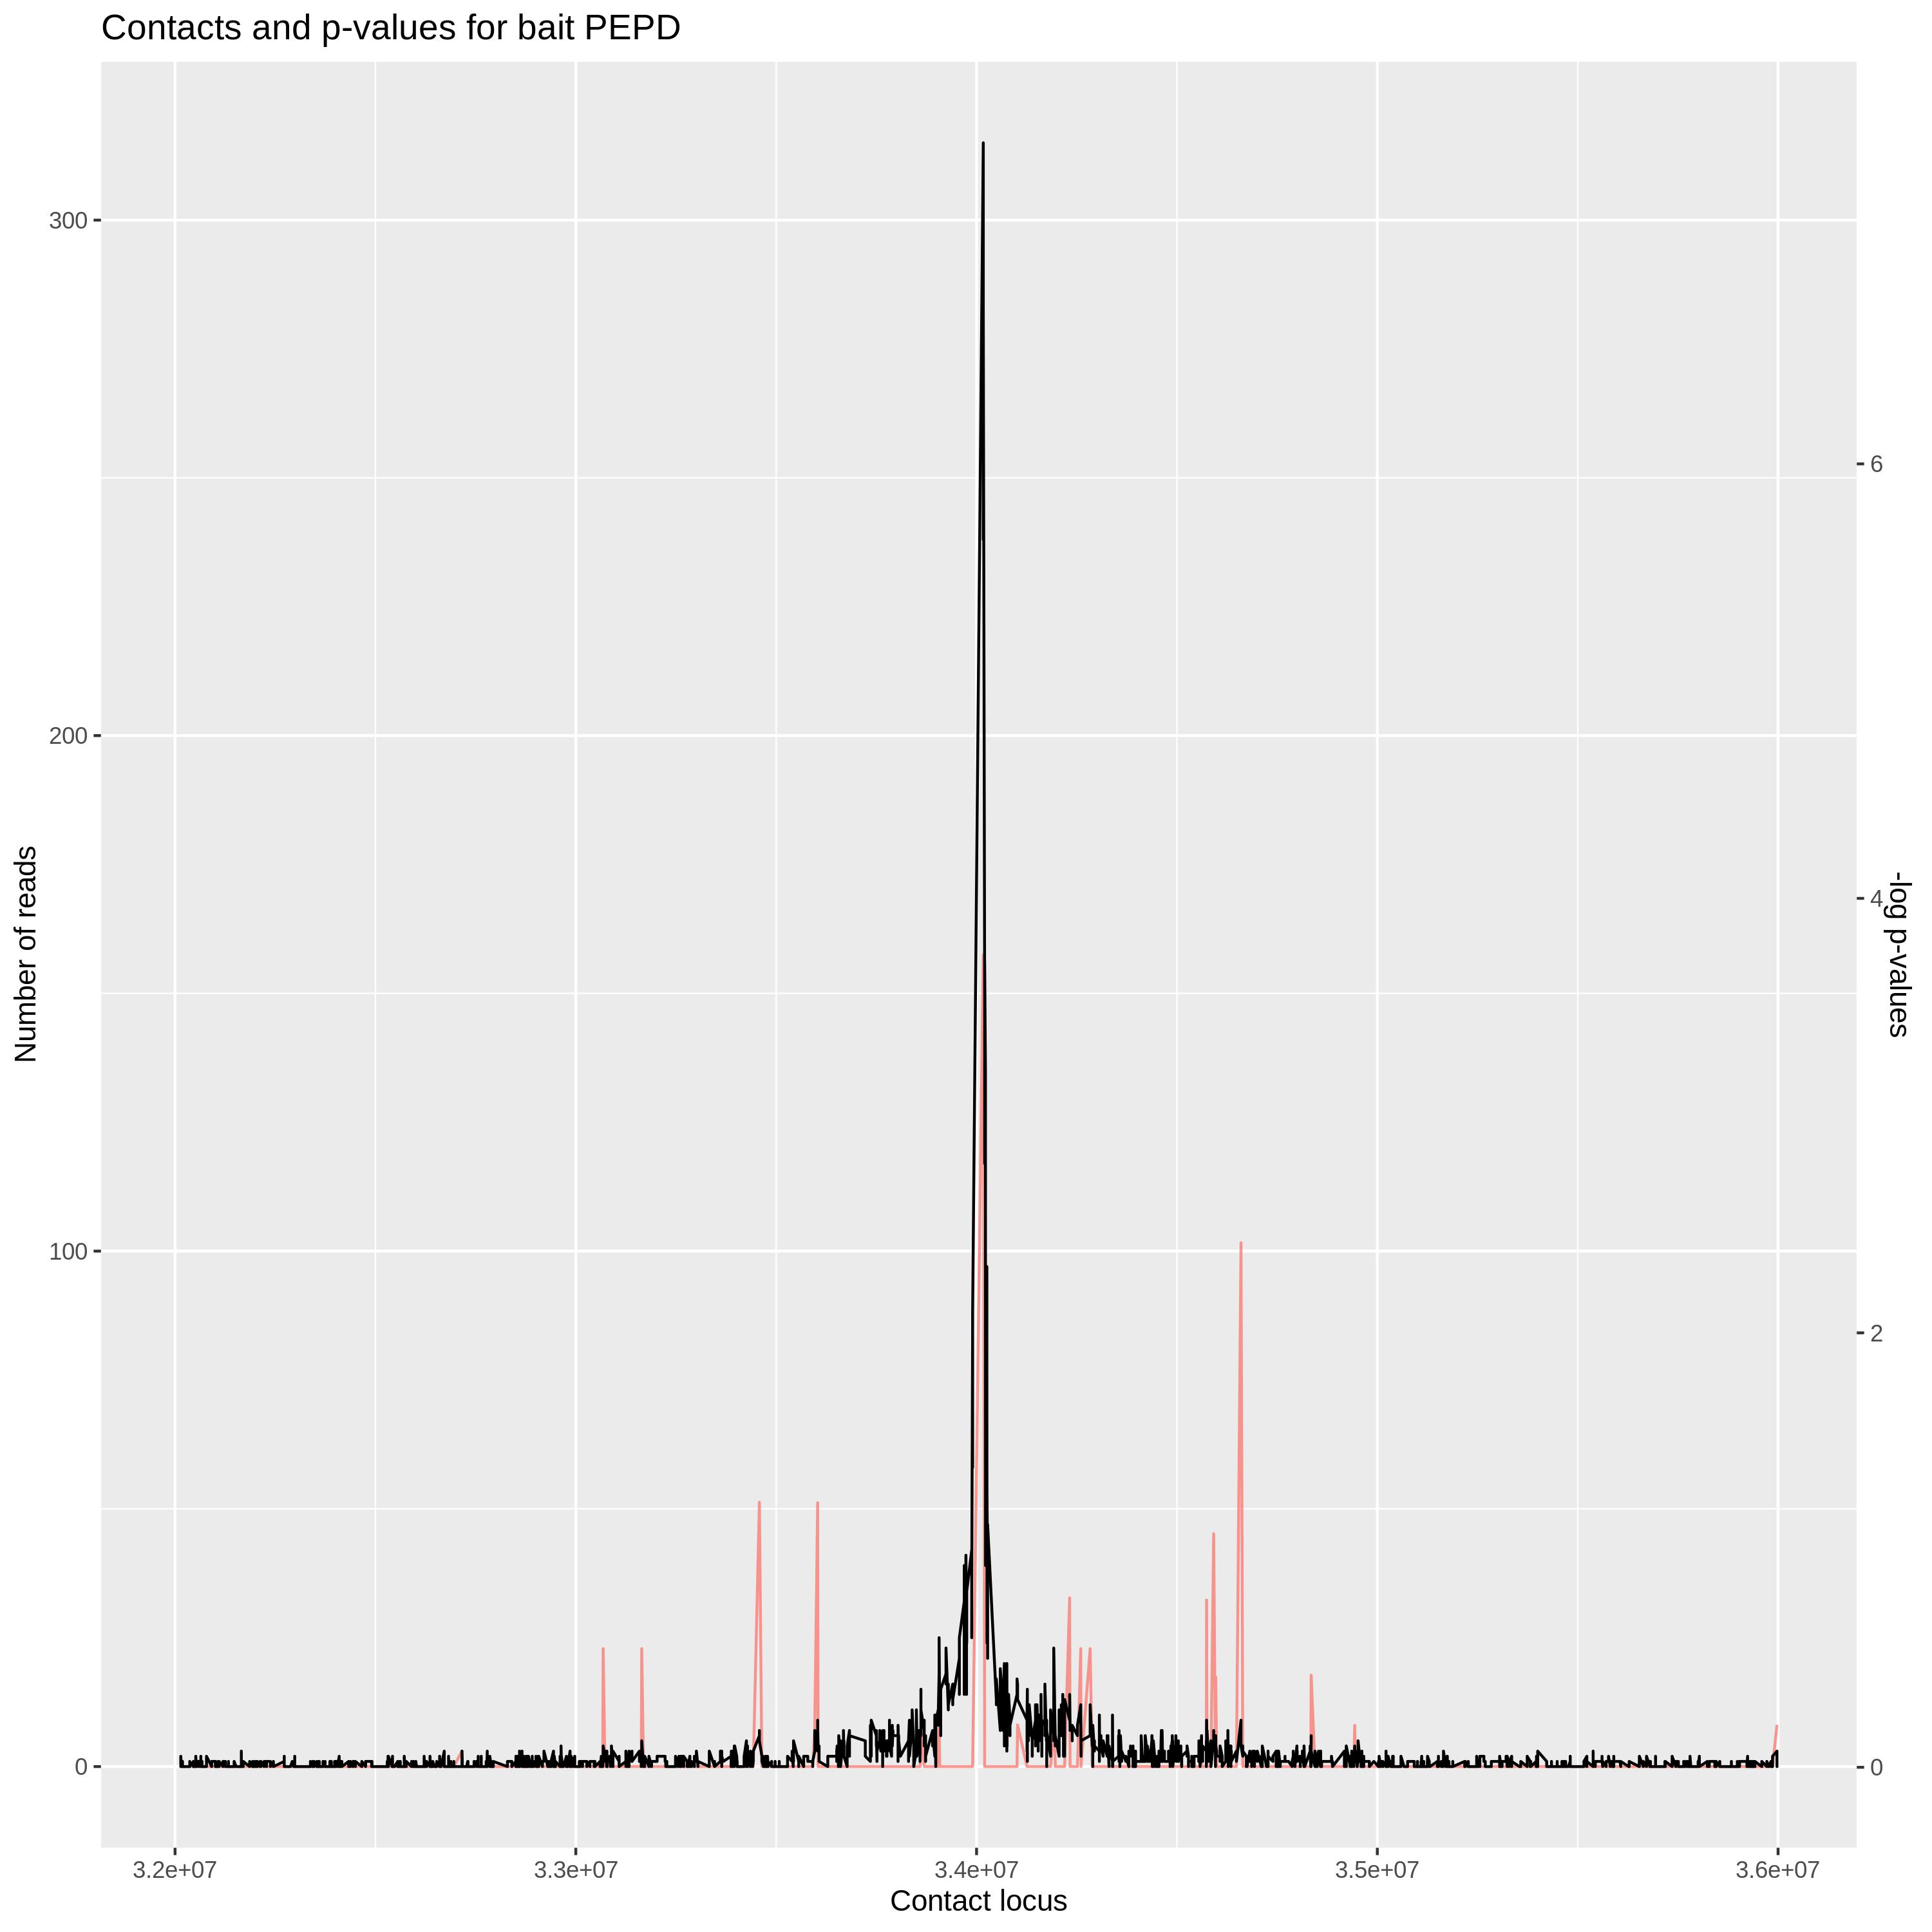 Contacts and p-values for bait PEPD
Number of reads
300
200
100
0
6
4
2
0
-log p-values
3.2e+07
3.3e+07
3.4e+07
3.5e+07
3.6e+07
Contact locus